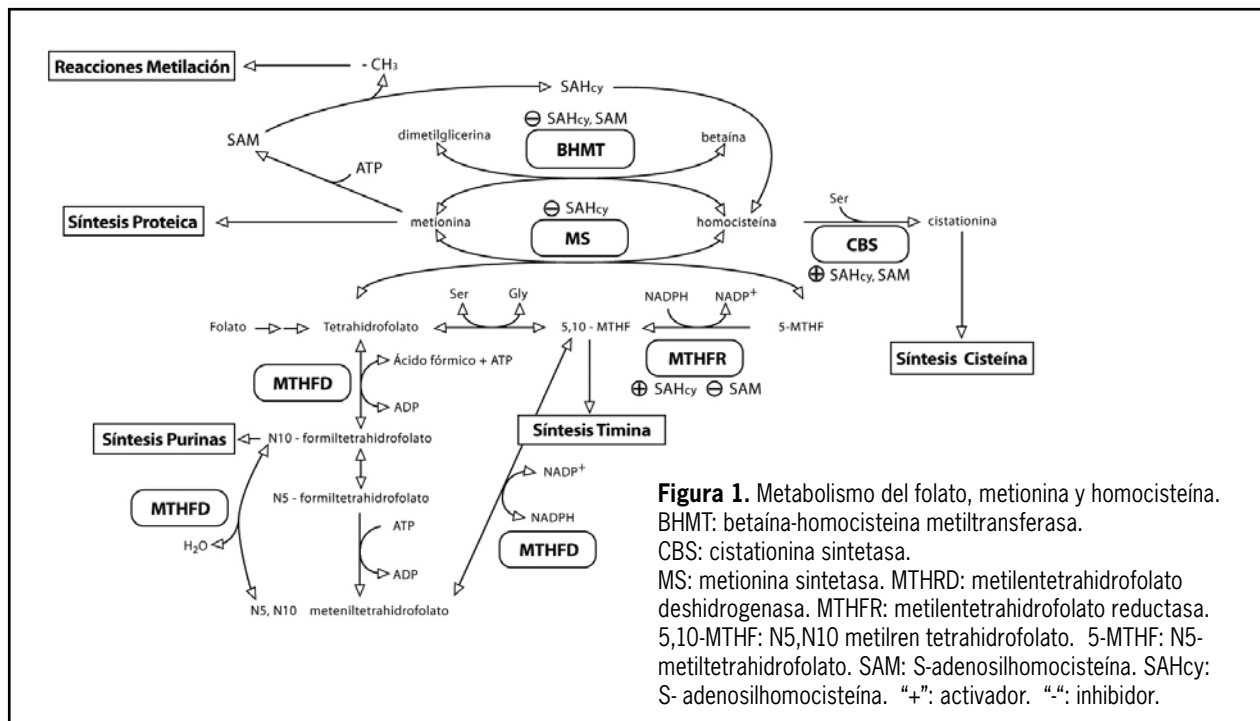 Reacciones Metilación
- CH₃
SAHcy
⊖ SAHcy, SAM
dimetilglicerina
betaína
BHMT
SAM
ATP
Síntesis Proteica
metionina
⊖ SAHcy
homocisteína
Ser
cistationina
MS
CBS
⊕ SAHcy, SAM
Ser
Gly
NADPH
NADP⁺
Folato
Tetrahidrofolato
5,10 - MTHF
5-MTHF
MTHFR
⊕ SAHcy ⊖ SAM
Síntesis Cisteína
MTHFD
Ácido fórmico + ATP
ADP
Síntesis Timina
Síntesis Purinas
N10 - formiltetrahidrofolato
NADP⁺
MTHFD
N5 - formiltetrahidrofolato
NADPH
H₂O
ATP
MTHFD
ADP
N5, N10 meteniltetrahidrofolato
Figura 1. Metabolismo del folato, metionina y homocisteína.
BHMT: betaína-homocisteina metiltransferasa.
CBS: cistationina sintetasa.
MS: metionina sintetasa. MTHRD: metilentetrahidrofolato
deshidrogenasa. MTHFR: metilentetrahidrofolato reductasa.
5,10-MTHF: N5,N10 metilren tetrahidrofolato. 5-MTHF: N5-
metiltetrahidrofolato. SAM: S-adenosilhomocisteína. SAHcy:
S- adenosilhomocisteína. “+”: activador. “-“: inhibidor.